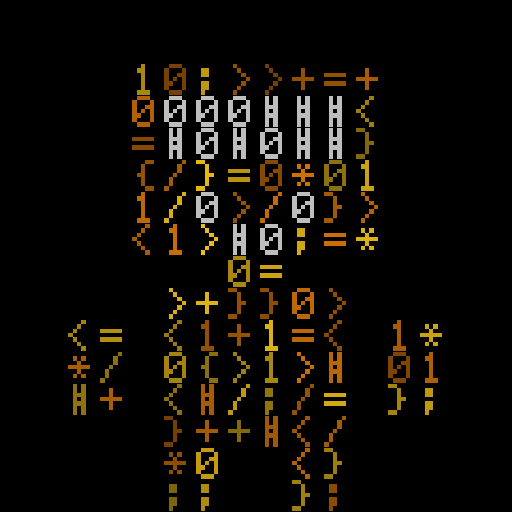 10;>>+=+
0000HHH<
=H0H0HH}
{/}=0*01
1/0>/0}>
<1>H0;=*
0=
>+}}0>
<= <1+1=< 1*
*/ 0{>1>H 01
H+ <H/;/= };
}++H</
*0 <}
;; };